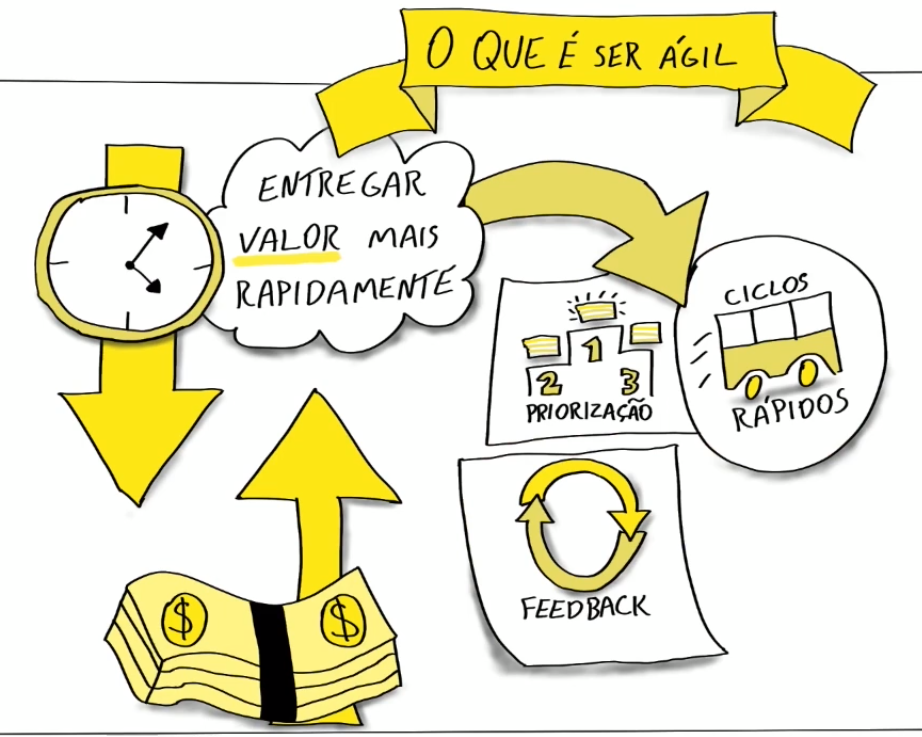 O QUE É SER ÁGIL
ENTREGAR
VALOR MAIS
RAPIDAMENTE
CICLOS
RÁPIDOS
1
2 3
PRIORIZAÇÃO
FEEDBACK
$ $